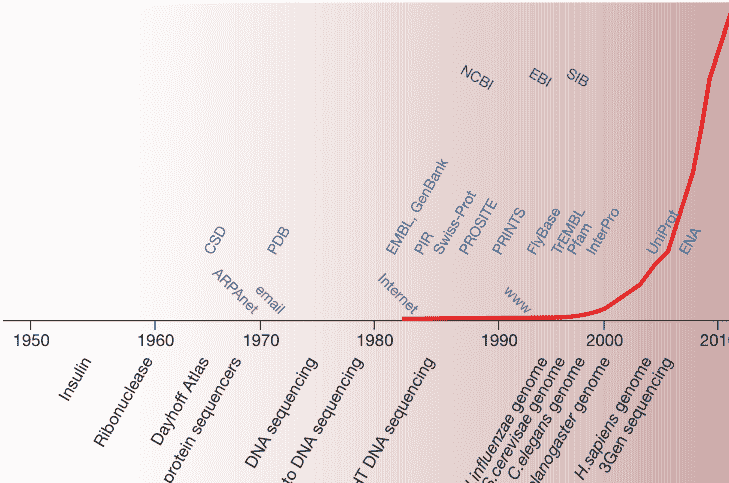 NCBI
EBI
SIB
EMBL, GenBank
PIR
Swiss-Prot
PROSITE
PRINTS
FlyBase
TrEMBL
Pfam
InterPro
UniProt
ENA
CSD
PDB
ARPAnet
email
Internet
www
1950 1960 1970 1980 1990 2000 201
Insulin
Ribonuclease
Dayhoff Atlas
protein sequencers
DNA sequencing
to DNA sequencing
HT DNA sequencing
influenzae genome
S.cerevisae genome
C.elegans genome
lanogaster genome
H.sapiens genome
3Gen sequencing